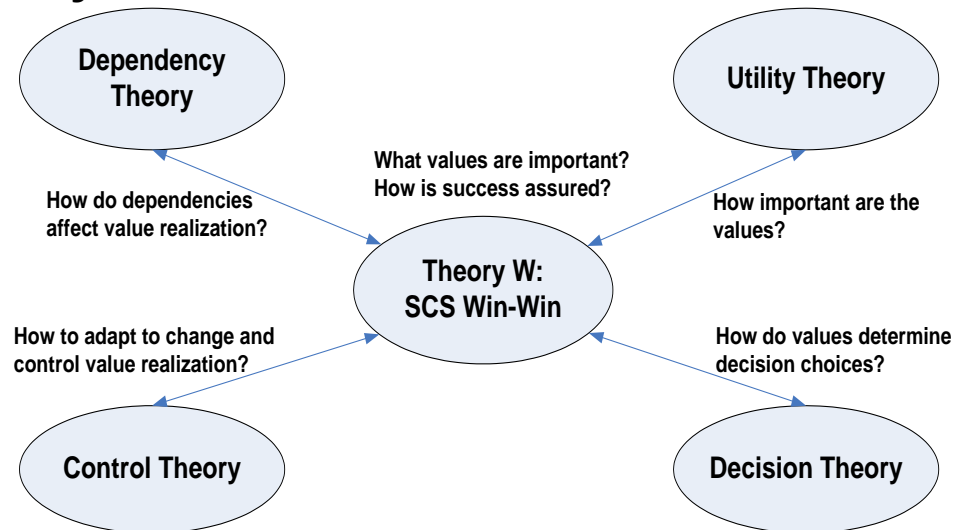 Dependency
Theory
Utility Theory
What values are important?
How is success assured?
How do dependencies
affect value realization?
How important are the
values?
Theory W:
SCS Win-Win
How to adapt to change and
control value realization?
How do values determine
decision choices?
Control Theory
Decision Theory